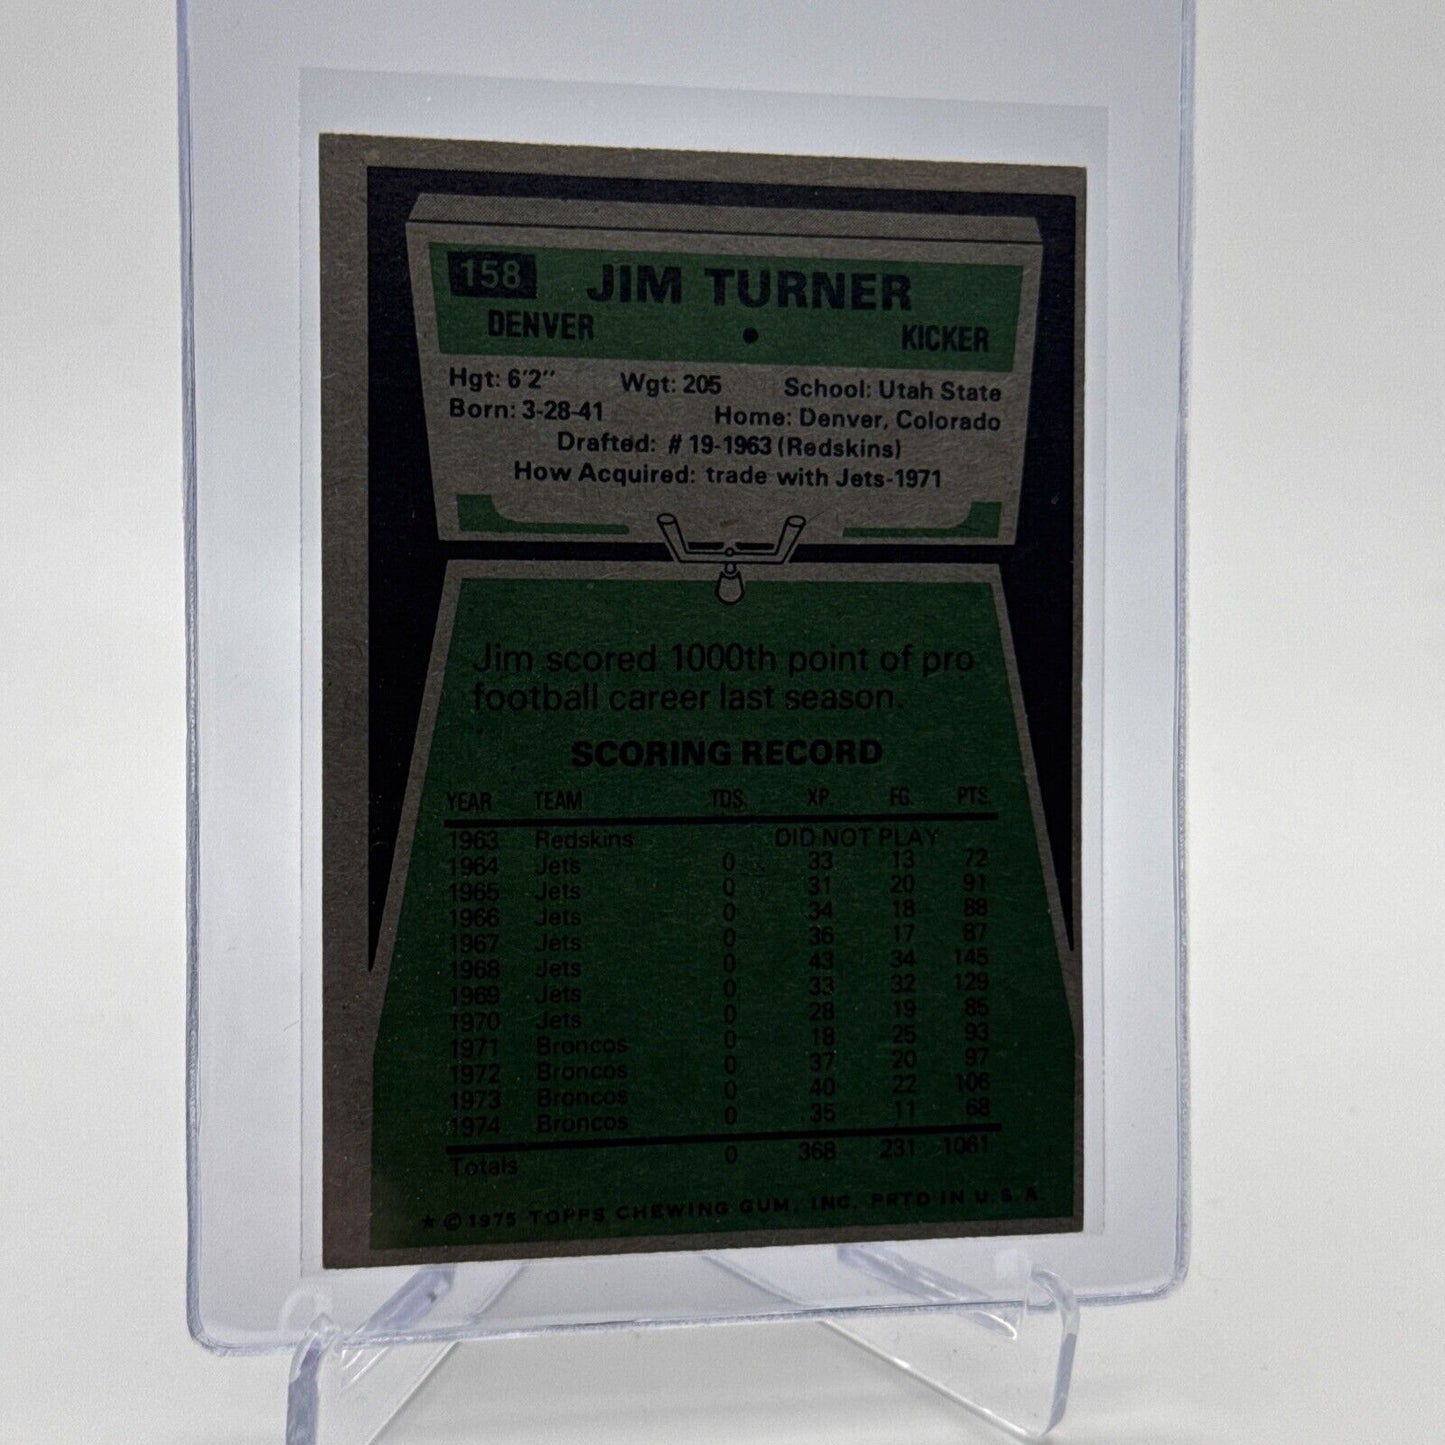 158 JIM TURNER
DENVER • KICKER
Hgt: 6'2" Wgt: 205 School: Utah State
Born: 3-28-41 Home: Denver, Colorado
Drafted: # 19-1963 (Redskins)
How Acquired: trade with Jets-1971
Jim scored 1000th point of pro
football career last season.
SCORING RECORD
YEAR TEAM TDS. XP. FG. PTS.
1963 Redskins DID NOT PLAY
1964 Jets 0 33 13 72
1965 Jets 0 31 20 91
1966 Jets 0 34 18 88
1967 Jets 0 36 17 87
1968 Jets 0 43 34 145
1969 Jets 0 33 32 129
1970 Jets 0 28 19 85
1971 Broncos 0 18 25 93
1972 Broncos 0 37 20 97
1973 Broncos 0 40 22 106
1974 Broncos 0 35 11 68
Totals 0 368 231 1061
★ © 1975 TOPPS CHEWING GUM, INC. PRTD IN U.S.A.